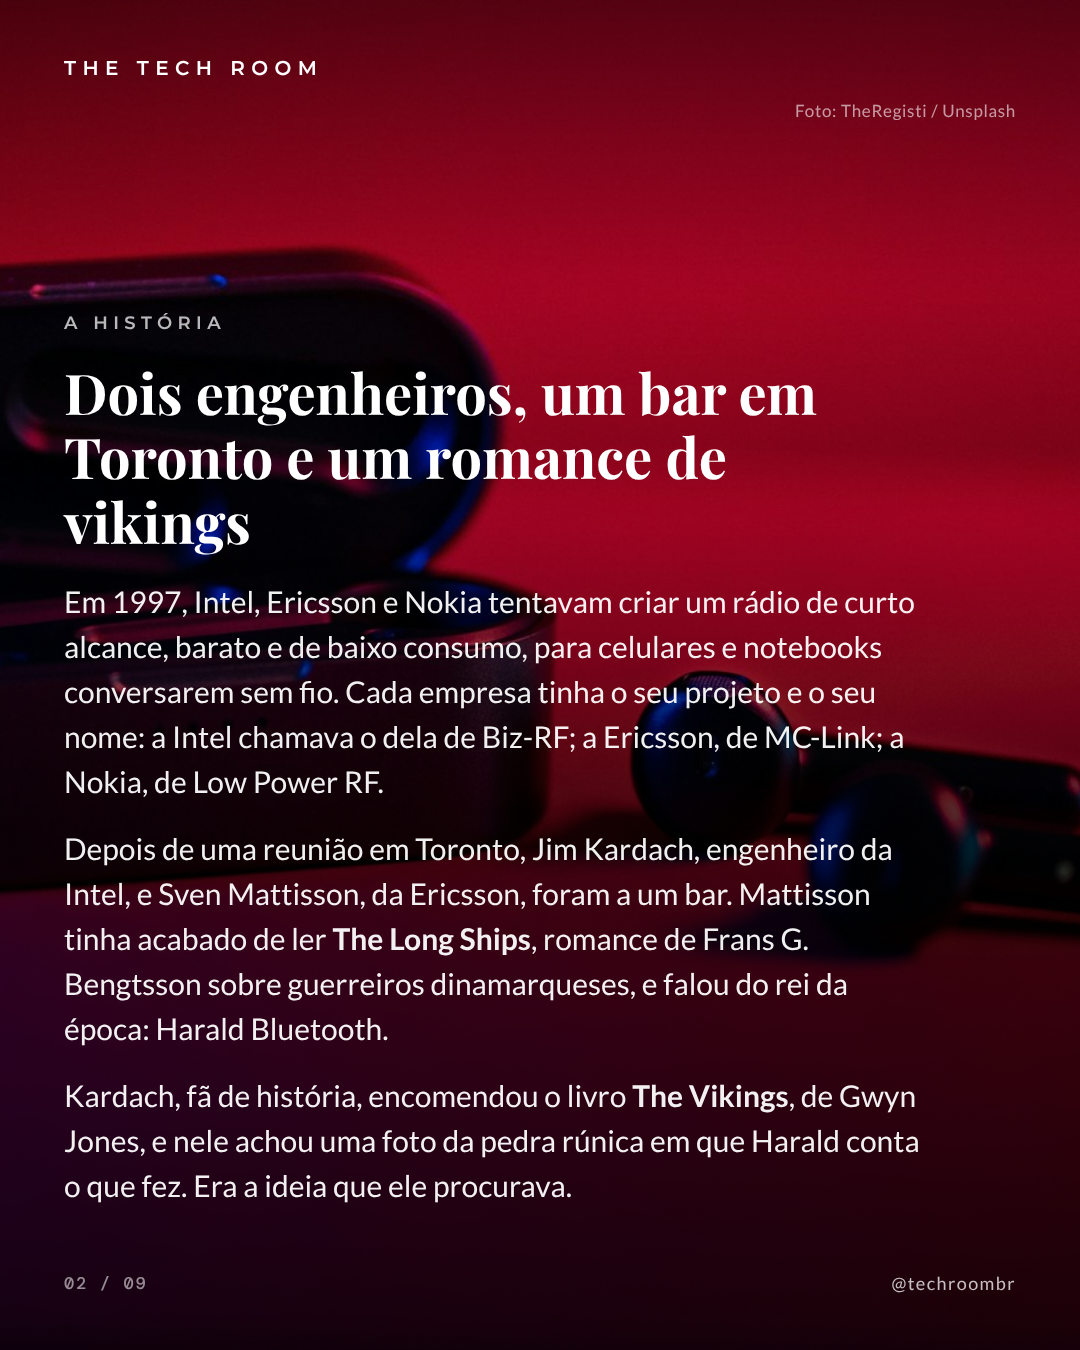 THE TECH ROOM
Foto: TheRegisti / Unsplash
A HISTÓRIA
Dois engenheiros, um bar em
Toronto e um romance de
vikings
Em 1997, Intel, Ericsson e Nokia tentavam criar um rádio de curto
alcance, barato e de baixo consumo, para celulares e notebooks
conversarem sem fio. Cada empresa tinha o seu projeto e o seu
nome: a Intel chamava o dela de Biz-RF; a Ericsson, de MC-Link; a
Nokia, de Low Power RF.
Depois de uma reunião em Toronto, Jim Kardach, engenheiro da
Intel, e Sven Mattisson, da Ericsson, foram a um bar. Mattisson
tinha acabado de ler The Long Ships, romance de Frans G.
Bengtsson sobre guerreiros dinamarqueses, e falou do rei da
época: Harald Bluetooth.
Kardach, fã de história, encomendou o livro The Vikings, de Gwyn
Jones, e nele achou uma foto da pedra rúnica em que Harald conta
o que fez. Era a ideia que ele procurava.
02 / 09
@techroombr